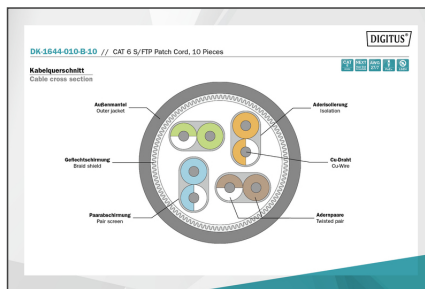 DIGITUS®
DK-1644-010-B-10 // CAT 6 S/FTP Patch Cord, 10 Pieces
Kabelquerschnitt
Cable cross section
Außenmantel
Outer jacket
Aderisolierung
Isolation
Geflechtschirmung
Braid shield
Cu-Draht
Cu-Wire
Paarabschirmung
Pair screen
Adernpaare
Twisted pair